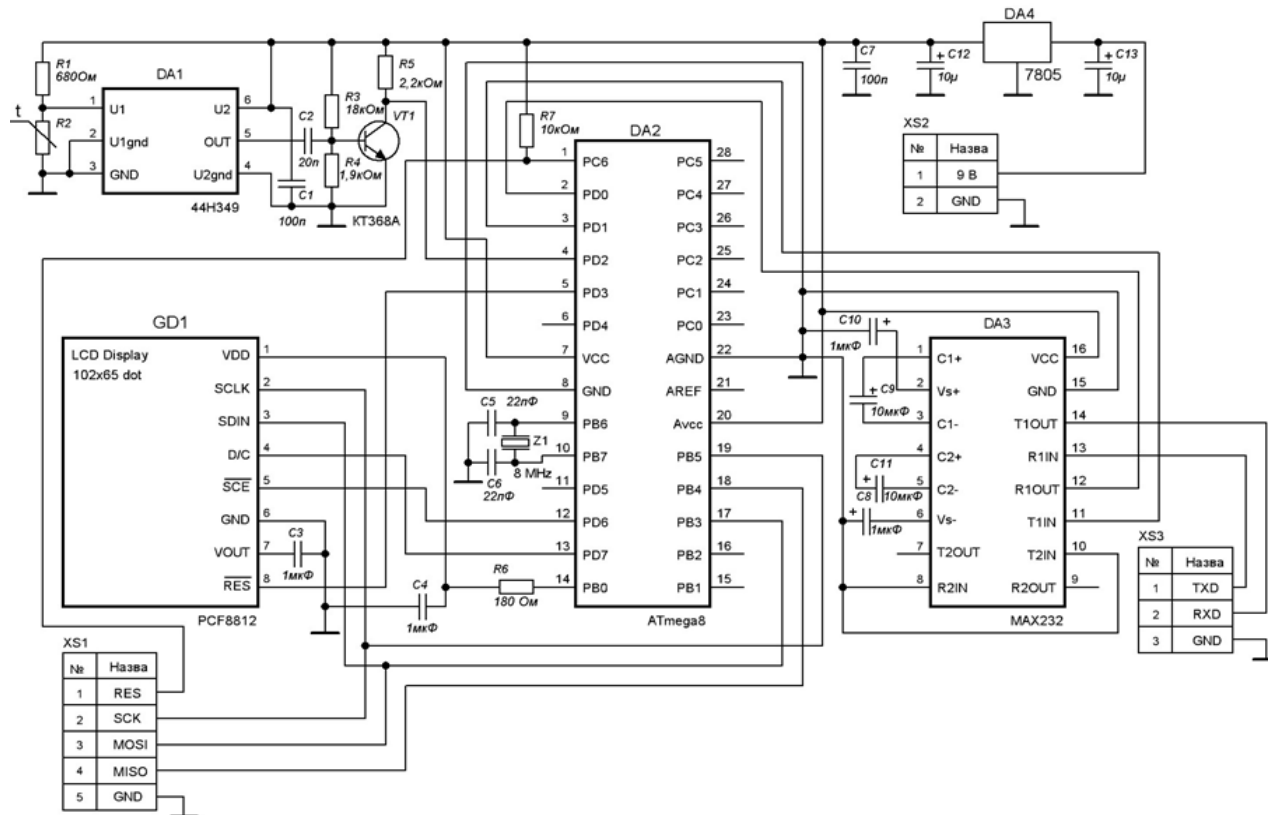 R1
680Ом
t
R2
DA1
1 U1 U2 6
2 U1gnd OUT 5
3 GND U2gnd 4
44H349
C2
20п
C1
100п
R3
18кОм
R4
1,9кОм
R5
2,2кОм
VT1
КТ368А
R7
10кОм
DA2
1 PC6 PC5 28
2 PD0 PC4 27
3 PD1 PC3 26
4 PD2 PC2 25
5 PD3 PC1 24
6 PD4 PC0 23
7 VCC AGND 22
8 GND AREF 21
9 PB6 Avcc 20
10 PB7 PB5 19
11 PD5 PB4 18
12 PD6 PB3 17
13 PD7 PB2 16
14 PB0 PB1 15
ATmega8
C5 22пФ
Z1
8 MHz
C6
22пФ
R6
180 Ом
C7
100п
+ C12
10µ
DA4
7805
+ C13
10µ
XS2
№ Назва
1 9 В
2 GND
GD1
LCD Display
102x65 dot
VDD 1
SCLK 2
SDIN 3
D/C 4
SCE 5
GND 6
VOUT 7
RES 8
PCF8812
C3
1мкФ
C4
1мкФ
C10 +
1мкФ
+ C9
10мкФ
C11
+
10мкФ
C8
+
1мкФ
DA3
1 C1+ VCC 16
2 Vs+ GND 15
3 C1- T1OUT 14
4 C2+ R1IN 13
5 C2- R1OUT 12
6 Vs- T1IN 11
7 T2OUT T2IN 10
8 R2IN R2OUT 9
MAX232
XS3
№ Назва
1 TXD
2 RXD
3 GND
XS1
№ Назва
1 RES
2 SCK
3 MOSI
4 MISO
5 GND